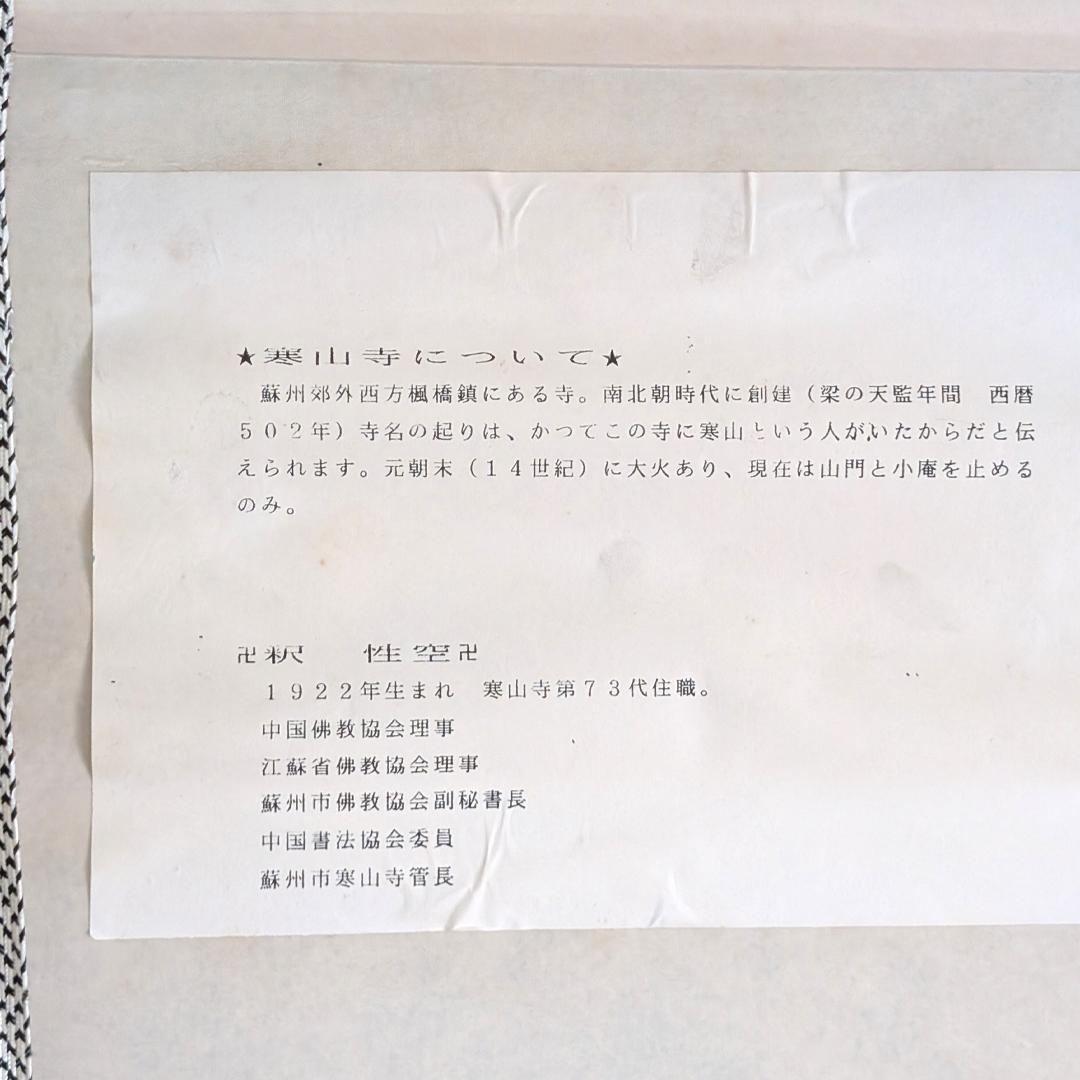 ★寒山寺について★
蘇州郊外西方楓橋鎮にある寺。南北朝時代に創建（梁の天監年間　西暦
５０２年）寺名の起りは、かつてこの寺に寒山という人がいたからだと伝
えられます。元朝末（１４世紀）に大火あり、現在は山門と小庵を止める
のみ。
卍釈　性空卍
１９２２年生まれ　寒山寺第７３代住職。
中国佛教協会理事
江蘇省佛教協会理事
蘇州市佛教協会副秘書長
中国書法協会委員
蘇州市寒山寺管長